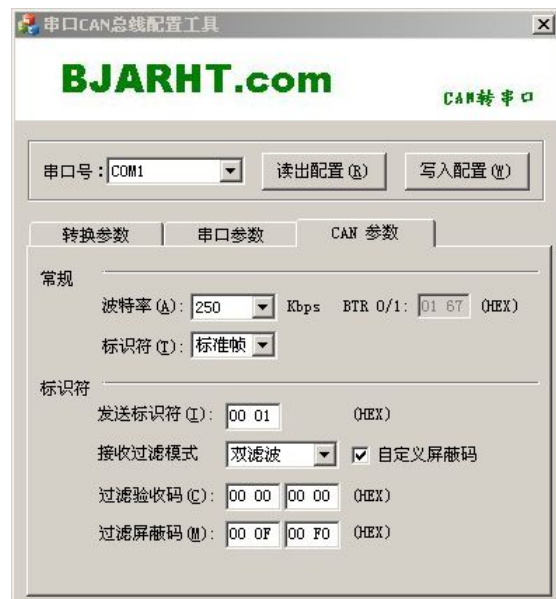 串口CAN总线配置工具
BJARHT.com
CAN转串口
串口号：COM1 读出配置(R) 写入配置(W)
转换参数 串口参数 CAN 参数
常规
波特率(A): 250 Kbps BTR 0/1: 01 67 (HEX)
标识符(T): 标准帧
标识符
发送标识符(I): 00 01 (HEX)
接收过滤模式 双滤波 自定义屏蔽码
过滤验收码(C): 00 00 00 00 (HEX)
过滤屏蔽码(M): 00 0F 00 F0 (HEX)